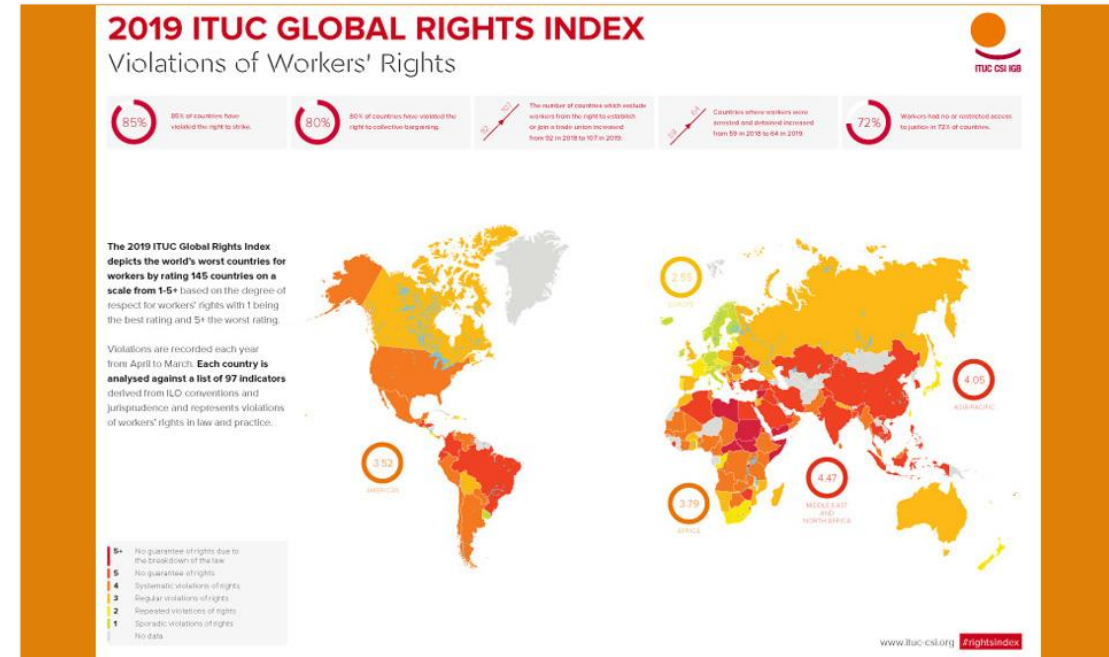 2019 ITUC GLOBAL RIGHTS INDEX
Violations of Workers' Rights
ITUC CSI IGB
85%
85% of countries have
violated the right to strike.
80%
80% of countries have violated the
right to collective bargaining.
92
107
The number of countries which exclude
workers from the right to establish
or join a trade union increased
from 92 in 2018 to 107 in 2019.
59
64
Countries where workers were
arrested and detained increased
from 59 in 2018 to 64 in 2019.
72%
Workers had no or restricted access
to justice in 72% of countries.
The 2019 ITUC Global Rights Index
depicts the world's worst countries for
workers by rating 145 countries on a
scale from 1-5+ based on the degree of
respect for workers' rights with 1 being
the best rating and 5+ the worst rating.
Violations are recorded each year
from April to March. Each country is
analysed against a list of 97 indicators
derived from ILO conventions and
jurisprudence and represents violations
of workers' rights in law and practice.
2.55
EUROPE
4.05
ASIA-PACIFIC
3.52
AMERICAS
4.47
MIDDLE EAST
AND
NORTH AFRICA
3.79
AFRICA
5+ No guarantee of rights due to
the breakdown of the law
5 No guarantee of rights
4 Systematic violations of rights
3 Regular violations of rights
2 Repeated violations of rights
1 Sporadic violations of rights
No data
www.ituc-csi.org #rightsindex